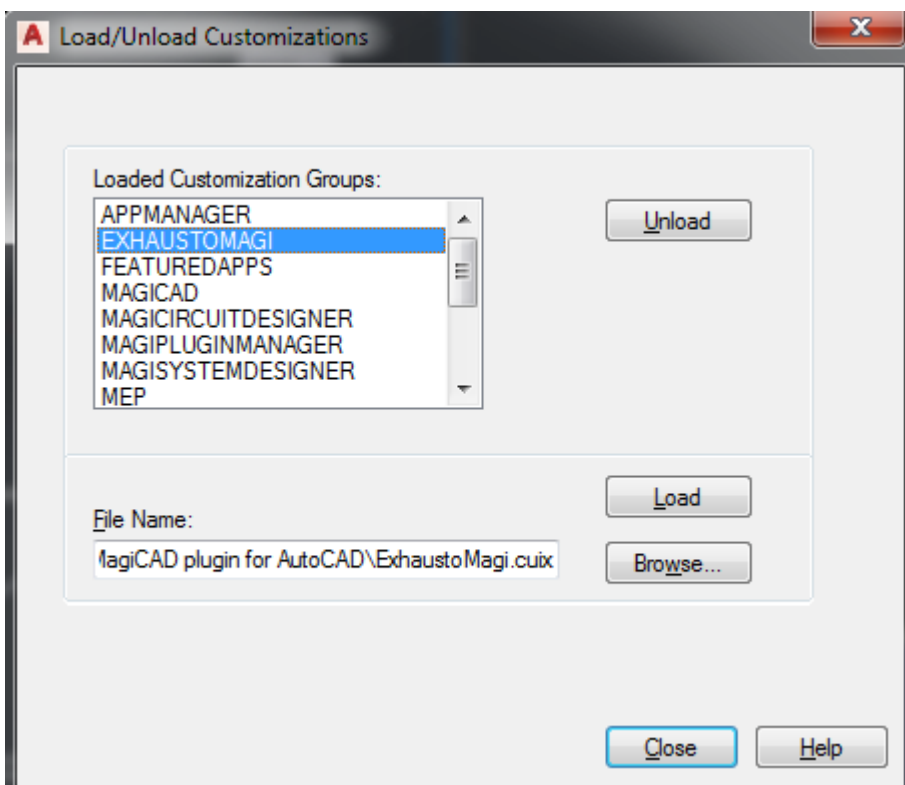 A Load/Unload Customizations
Loaded Customization Groups:
APPMANAGER
EXHAUSTOMAGI
FEATUREDAPPS
MAGICAD
MAGICIRCUITDESIGNER
MAGIPLUGINMANAGER
MAGISYSTEMDESIGNER
MEP
Unload
Load
File Name:
MagiCAD plugin for AutoCAD\ExhaustoMagi.cuix
Browse...
Close
Help